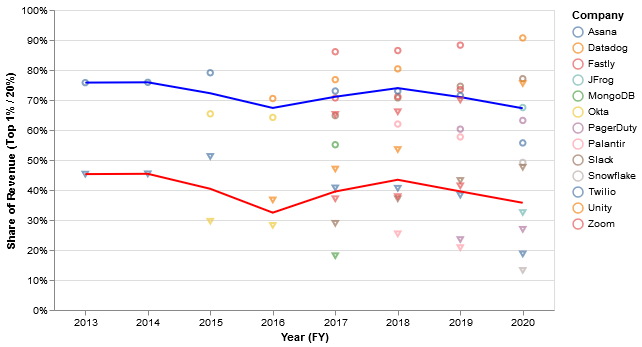 100%
90%
80%
70%
60%
50%
40%
30%
20%
10%
0%
Share of Revenue (Top 1% / 20%)
2013 2014 2015 2016 2017 2018 2019 2020
Year (FY)
Company
Asana
Datadog
Fastly
JFrog
MongoDB
Okta
PagerDuty
Palantir
Slack
Snowflake
Twilio
Unity
Zoom